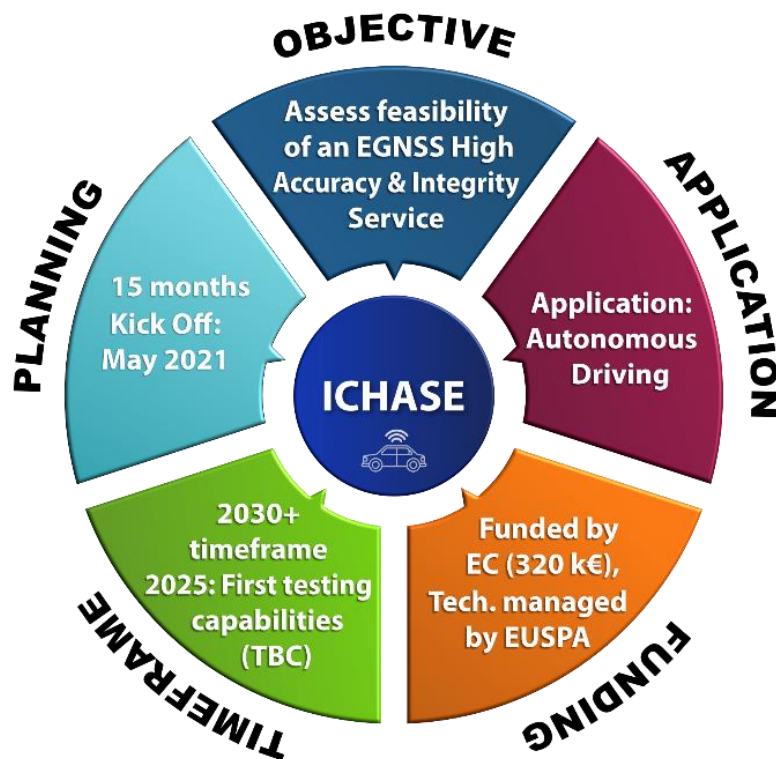 OBJECTIVE
Assess feasibility
of an EGNSS High
Accuracy & Integrity
Service
APPLICATION
Application:
Autonomous
Driving
FUNDING
Funded by
EC (320 k€),
Tech. managed
by EUSPA
TIMEFRAME
2030+
timeframe
2025: First testing
capabilities
(TBC)
PLANNING
15 months
Kick Off:
May 2021
ICHASE